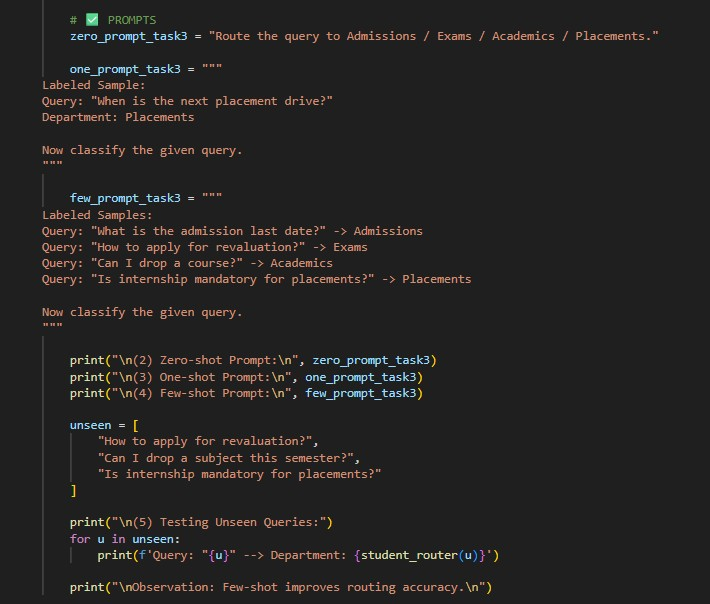 # ✅ PROMPTS
zero_prompt_task3 = "Route the query to Admissions / Exams / Academics / Placements."
one_prompt_task3 = """
Labeled Sample:
Query: "When is the next placement drive?"
Department: Placements
Now classify the given query.
"""
few_prompt_task3 = """
Labeled Samples:
Query: "What is the admission last date?" -> Admissions
Query: "How to apply for revaluation?" -> Exams
Query: "Can I drop a course?" -> Academics
Query: "Is internship mandatory for placements?" -> Placements
Now classify the given query.
"""
print("\n(2) Zero-shot Prompt:\n", zero_prompt_task3)
print("\n(3) One-shot Prompt:\n", one_prompt_task3)
print("\n(4) Few-shot Prompt:\n", few_prompt_task3)
unseen = [
"How to apply for revaluation?",
"Can I drop a subject this semester?",
"Is internship mandatory for placements?"
]
print("\n(5) Testing Unseen Queries:")
for u in unseen:
print(f'Query: "{u}" --> Department: {student_router(u)}')
print("\nObservation: Few-shot improves routing accuracy.\n")